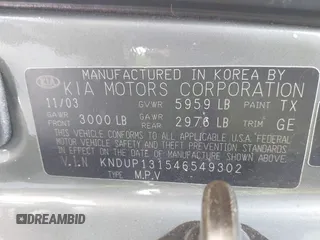 MANUFACTURED IN KOREA BY
KIA KIA MOTORS CORPORATION
11/03 GVWR 5959 LB PAINT TX
GAWR FRONT 3000 LB GAWR REAR 2976 LB TRIM GE
THIS VEHICLE CONFORMS TO ALL APPLICABLE U.S.A. FEDERAL
MOTOR VEHICLE SAFETY AND THEFT PREVENTION STANDARDS
IN EFFECT ON THE DATE OF MANUFACTURE SHOWN ABOVE.
V.I.N KNDUP131546549302
TYPE M.P.V